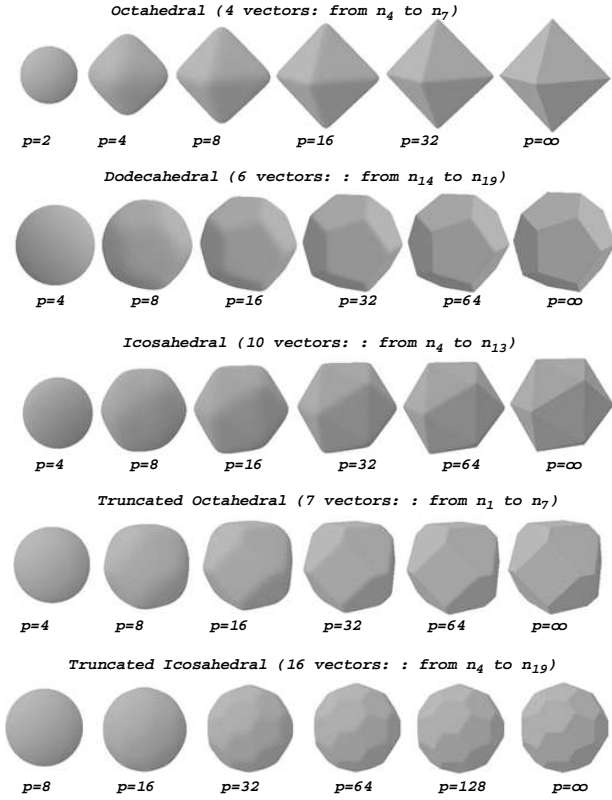 Octahedral (4 vectors: from n4 to n7)
p=2 p=4 p=8 p=16 p=32 p=∞
Dodecahedral (6 vectors: : from n14 to n19)
p=4 p=8 p=16 p=32 p=64 p=∞
Icosahedral (10 vectors: : from n4 to n13)
p=4 p=8 p=16 p=32 p=64 p=∞
Truncated Octahedral (7 vectors: : from n1 to n7)
p=4 p=8 p=16 p=32 p=64 p=∞
Truncated Icosahedral (16 vectors: : from n4 to n19)
p=8 p=16 p=32 p=64 p=128 p=∞